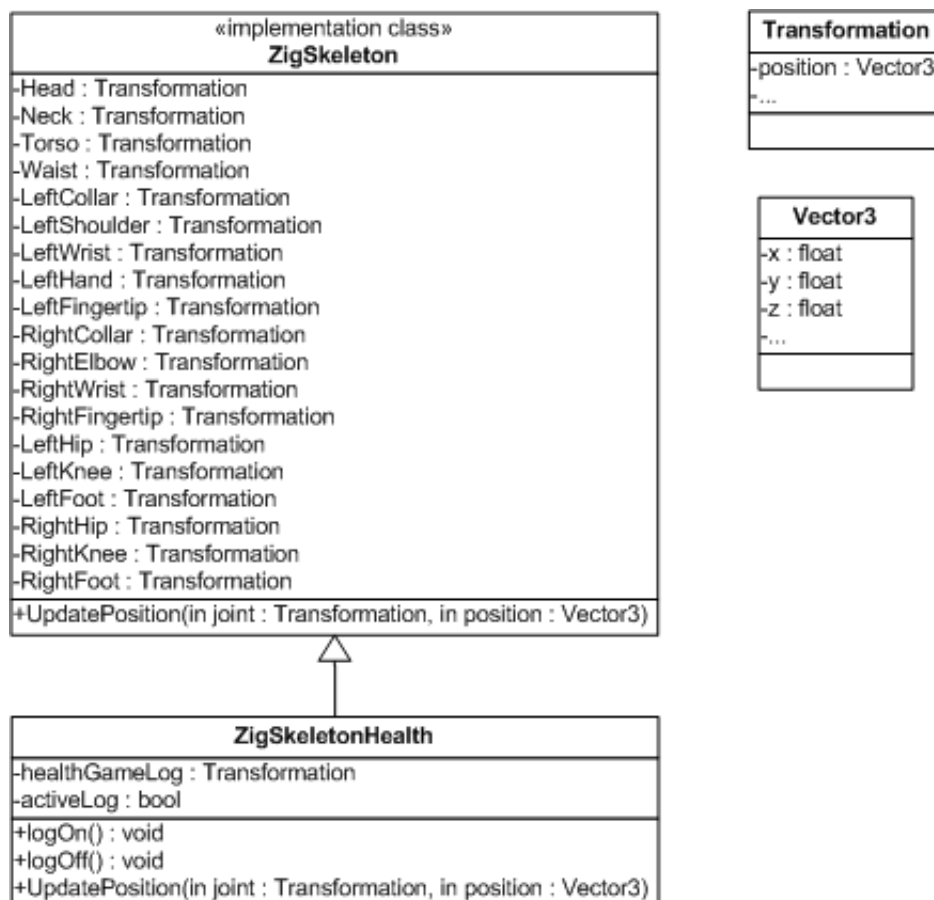 «implementation class»
ZigSkeleton
-Head : Transformation
-Neck : Transformation
-Torso : Transformation
-Waist : Transformation
-LeftCollar : Transformation
-LeftShoulder : Transformation
-LeftWrist : Transformation
-LeftHand : Transformation
-LeftFingertip : Transformation
-RightCollar : Transformation
-RightElbow : Transformation
-RightWrist : Transformation
-RightFingertip : Transformation
-LeftHip : Transformation
-LeftKnee : Transformation
-LeftFoot : Transformation
-RightHip : Transformation
-RightKnee : Transformation
-RightFoot : Transformation
+UpdatePosition(in joint : Transformation, in position : Vector3)
ZigSkeletonHealth
-healthGameLog : Transformation
-activeLog : bool
+logOn() : void
+logOff() : void
+UpdatePosition(in joint : Transformation, in position : Vector3)
Transformation
-position : Vector3
-...
Vector3
-x : float
-y : float
-z : float
-...